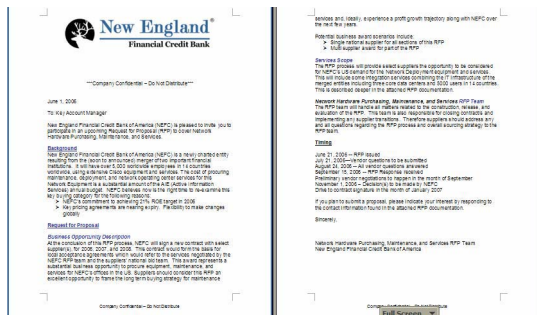 New England®
Financial Credit Bank
***Company Confidential – Do Not Distribute***
June 1, 2006
To: Key Account Manager
New England Financial Credit Bank of America (NEFC) is pleased to invite you to
participate in an upcoming Request for Proposal (RFP) to cover Network
Hardware Purchasing, Maintenance, and Services.
Background
New England Financial Credit Bank of America (NEFC) is a newly charted entity
resulting from the (soon to announced) merger of two important financial
institutions. It will have over 5,000 worldwide employees in 14 countries
worldwide, using extensive Cisco equipment and services. The cost of procuring
maintenance, deployment, and network operating center services for this
Network Equipment is a substantial amount of the AIS (Active Information
Services) annual budget. NEFC believes now is the right time to re-examine this
key buying category for the following reasons:
➢ NEFC's commitment to achieving 21% ROE target in 2006
➢ Key pricing agreements are nearing expiry. Flexibility to make changes
globally
Request for Proposal
Business Opportunity Description
At the conclusion of this RFP process, NEFC will sign a new contract with select
supplier(s), for 2006, 2007, and 2008. This contract would form the basis for
local acceptance agreements which would refer to the services negotiated by the
NEFC RFP team and the suppliers' national bid team. This award represents a
substantial business opportunity to procure equipment, maintenance, and
services for NEFC's offices in the US. Suppliers should consider this RFP an
excellent opportunity to frame the long term buying strategy for maintenance
Company Confidential – Do Not Distribute
services and, ideally, experience a profit growth trajectory along with NEFC over
the next few years.
Potential business award scenarios include:
➢ Single national supplier for all sections of this RFP
➢ Multi supplier award for part of the RFP
Services Scope
The RFP process will provide select suppliers the opportunity to be considered
for NEFC's US demand for the Network Deployment equipment and services.
This will include some integration services combining the IT infrastructure of the
merged entities including three core data centers and 5000 users in 14 countries.
This is described deeper in the attached RFP documentation.
Network Hardware Purchasing, Maintenance, and Services RFP Team
The RFP team will handle all matters related to the construction, release, and
evaluation of the RFP. This team is also responsible for closing contracts and
implementing any supplier transitions. Therefore suppliers should address any
and all questions regarding the RFP process and overall sourcing strategy to the
RFP team.
Timing
June 21, 2006 – RFP Issued
July 21, 2006 – Vendor questions to be submitted
August 24, 2006 – All vendor questions answered
September 15, 2006 – RFP Response received
Preliminary vendor negotiations to happen in the month of September
November 1, 2006 – Decision(s) to be made by NEFC
Drive to contract signature in the month of January 2007
If you plan to submit a proposal, please indicate your interest by responding to
the contact information found in the attached RFP documentation.
Sincerely,
Network Hardware Purchasing, Maintenance, and Services RFP Team
New England Financial Credit Bank of America
Company Confidential – Do Not Distribute
Full Screen